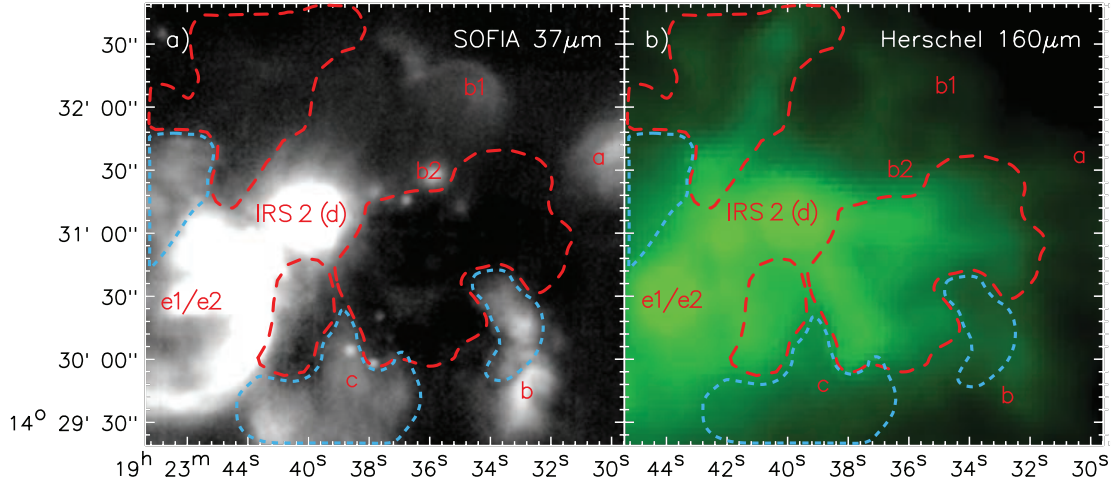 a) SOFIA 37μm
b) Herschel 160μm
30"
32' 00"
30"
31' 00"
30"
30' 00"
14° 29' 30"
b1
a
b2
IRS 2 (d)
e1/e2
c
b
b1
a
b2
IRS 2 (d)
e1/e2
c
b
19ʰ 23ᵐ 44ˢ 40ˢ 38ˢ 36ˢ 34ˢ 32ˢ 30ˢ
44ˢ 42ˢ 40ˢ 38ˢ 36ˢ 34ˢ 32ˢ 30ˢ